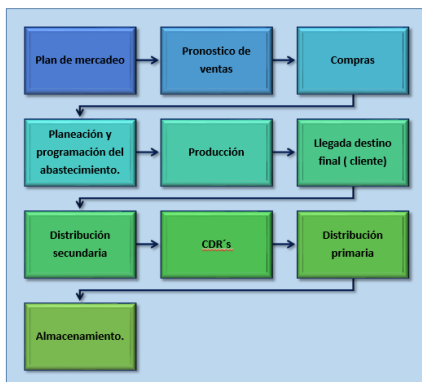 Plan de mercadeo
Pronostico de
ventas
Compras
Planeación y
programación del
abastecimiento.
Producción
Llegada destino
final ( cliente)
Distribución
secundaria
CDR´s
Distribución
primaria
Almacenamiento.